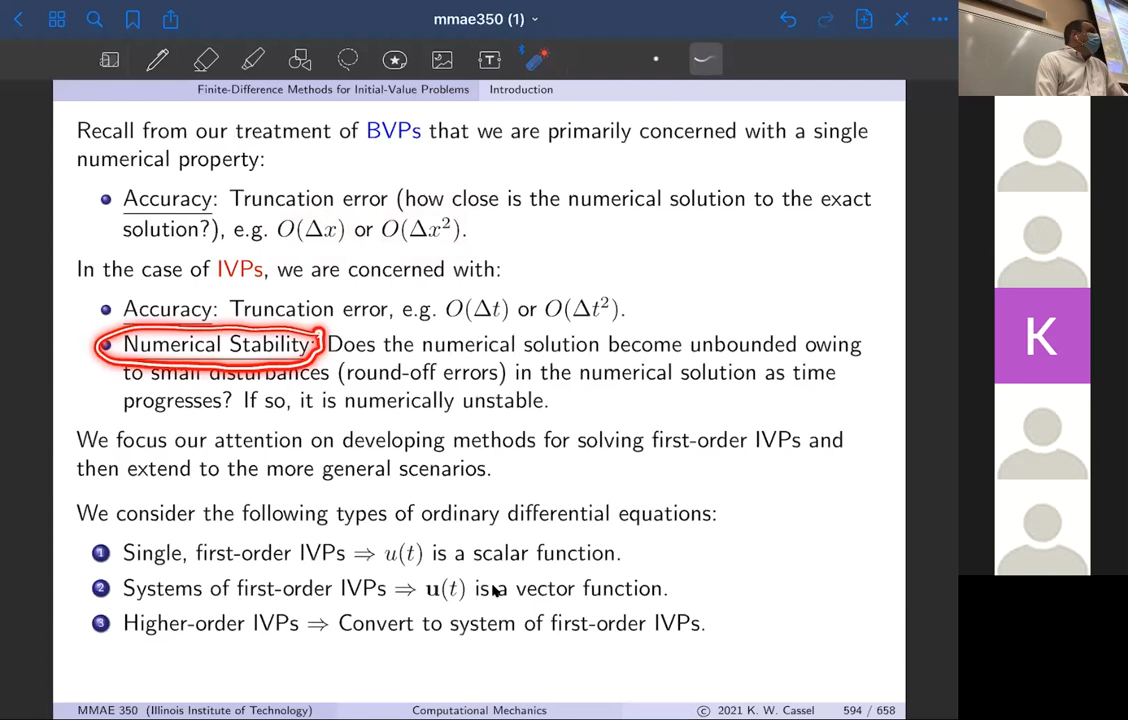 mmae350 (1)
Finite-Difference Methods for Initial-Value Problems Introduction
Recall from our treatment of BVPs that we are primarily concerned with a single
numerical property:
Accuracy: Truncation error (how close is the numerical solution to the exact
solution?), e.g. O(Δx) or O(Δx²).
In the case of IVPs, we are concerned with:
Accuracy: Truncation error, e.g. O(Δt) or O(Δt²).
Numerical Stability: Does the numerical solution become unbounded owing
to small disturbances (round-off errors) in the numerical solution as time
progresses? If so, it is numerically unstable.
We focus our attention on developing methods for solving first-order IVPs and
then extend to the more general scenarios.
We consider the following types of ordinary differential equations:
1 Single, first-order IVPs ⇒ u(t) is a scalar function.
2 Systems of first-order IVPs ⇒ u(t) is a vector function.
3 Higher-order IVPs ⇒ Convert to system of first-order IVPs.
MMAE 350 (Illinois Institute of Technology) Computational Mechanics © 2021 K. W. Cassel 594 / 658
K